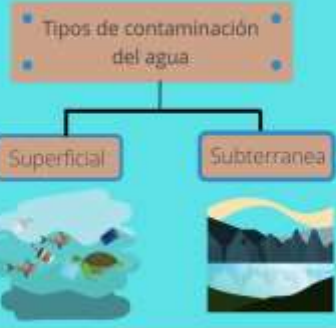 Tipos de contaminación
del agua
Superficial
Subterranea